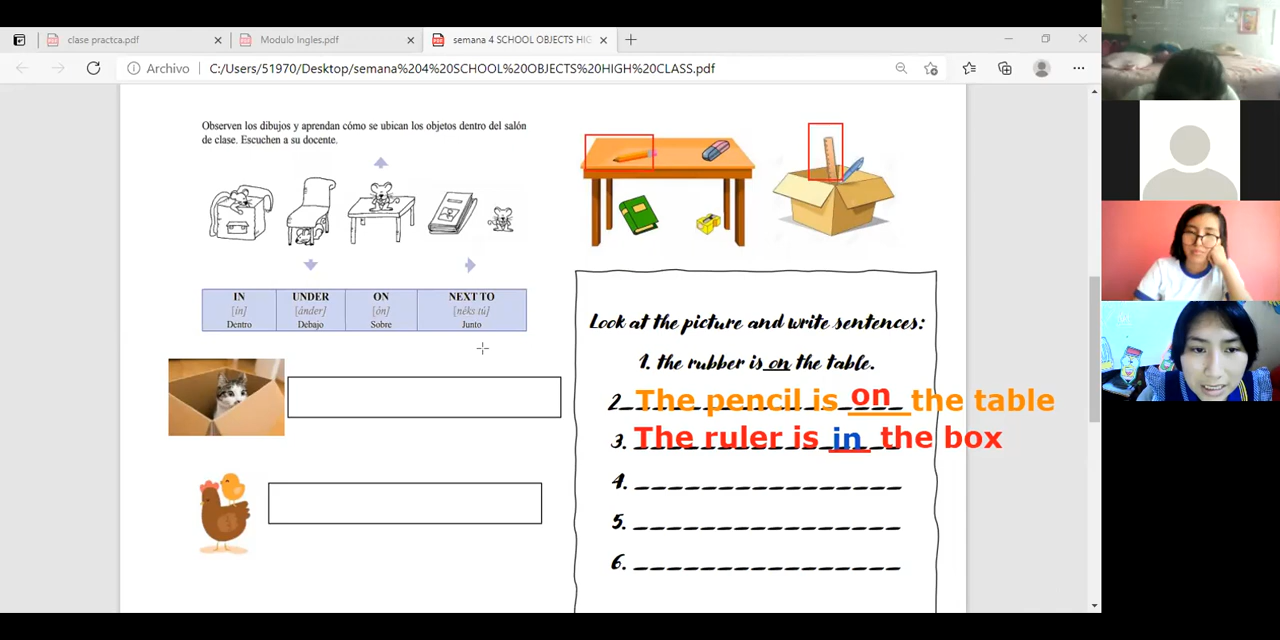 clase practca.pdf
Modulo Ingles.pdf
semana 4 SCHOOL OBJECTS HIG
Archivo
C:/Users/51970/Desktop/semana%204%20SCHOOL%20OBJECTS%20HIGH%20CLASS.pdf
Observen los dibujos y aprendan cómo se ubican los objetos dentro del salón
de clase. Escuchen a su docente.
IN UNDER ON NEXT TO
[ín] [ánder] [ón] [néks tú]
Dentro Debajo Sobre Junto
Look at the picture and write sentences:
1. the rubber is on the table.
2. The pencil is on the table
3. The ruler is in the box
4.
5.
6.